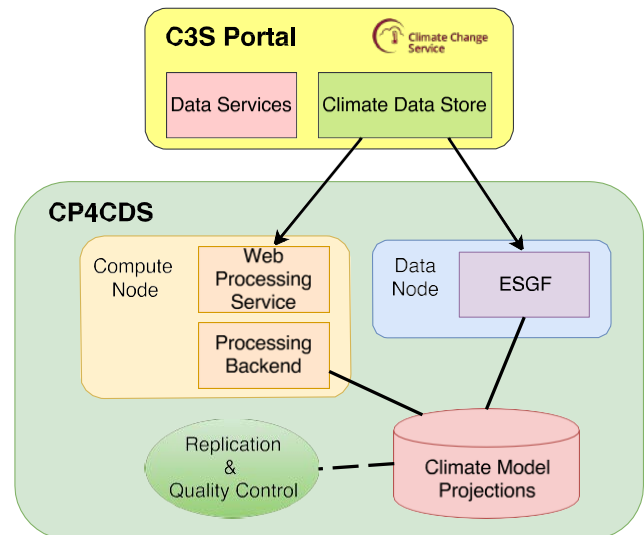 C3S Portal
Climate Change
Service
Data Services
Climate Data Store
CP4CDS
Compute
Node
Web
Processing
Service
Processing
Backend
Data
Node
ESGF
Replication
&
Quality Control
Climate Model
Projections